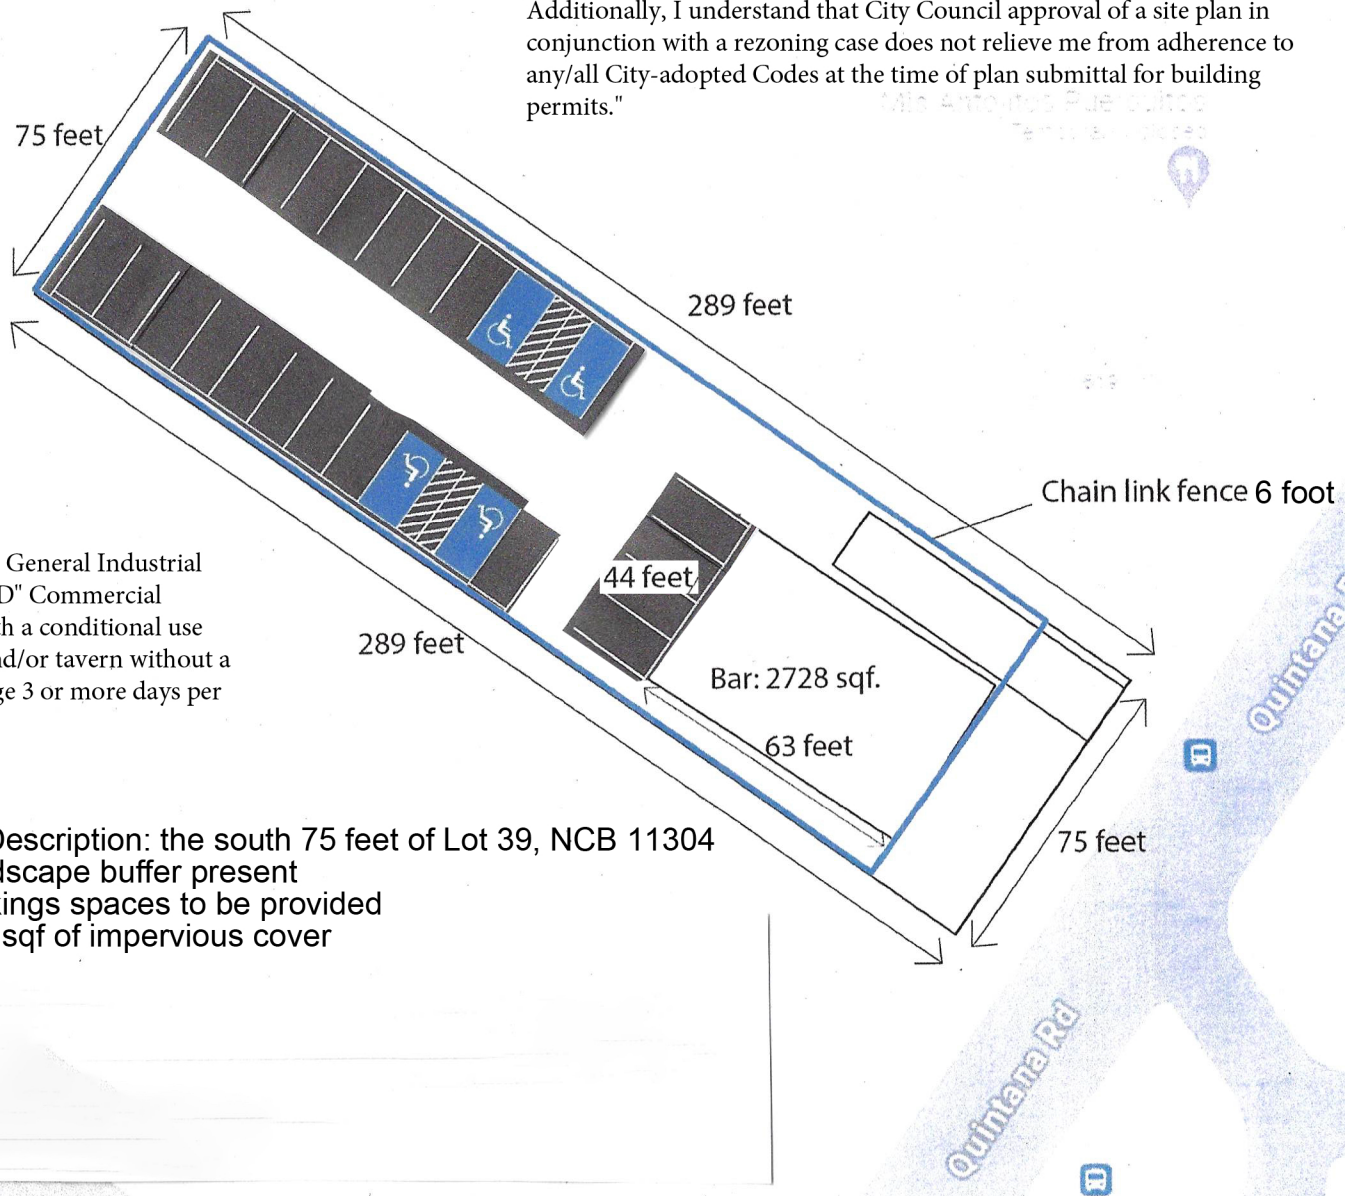 Additionally, I understand that City Council approval of a site plan in
conjunction with a rezoning case does not relieve me from adherence to
any/all City-adopted Codes at the time of plan submittal for building
permits."
75 feet
289 feet
Chain link fence 6 foot
General Industrial
D" Commercial
h a conditional use
d/or tavern without a
ge 3 or more days per
44 feet
289 feet
Bar: 2728 sqf.
63 feet
Quintana
75 feet
Description: the south 75 feet of Lot 39, NCB 11304
dscape buffer present
kings spaces to be provided
sqf of impervious cover
Quintana Rd